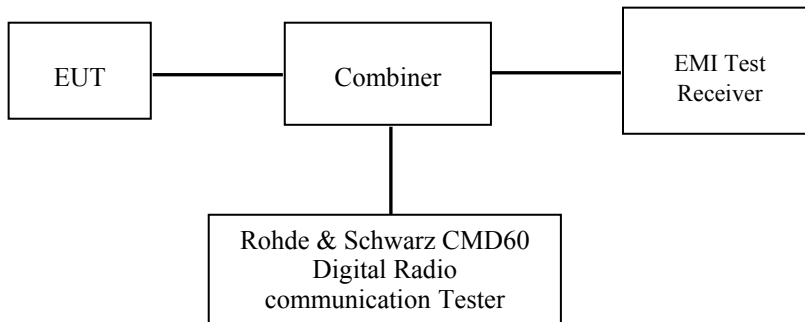 EUT
Combiner
EMI Test
Receiver
Rohde & Schwarz CMD60
Digital Radio
communication Tester